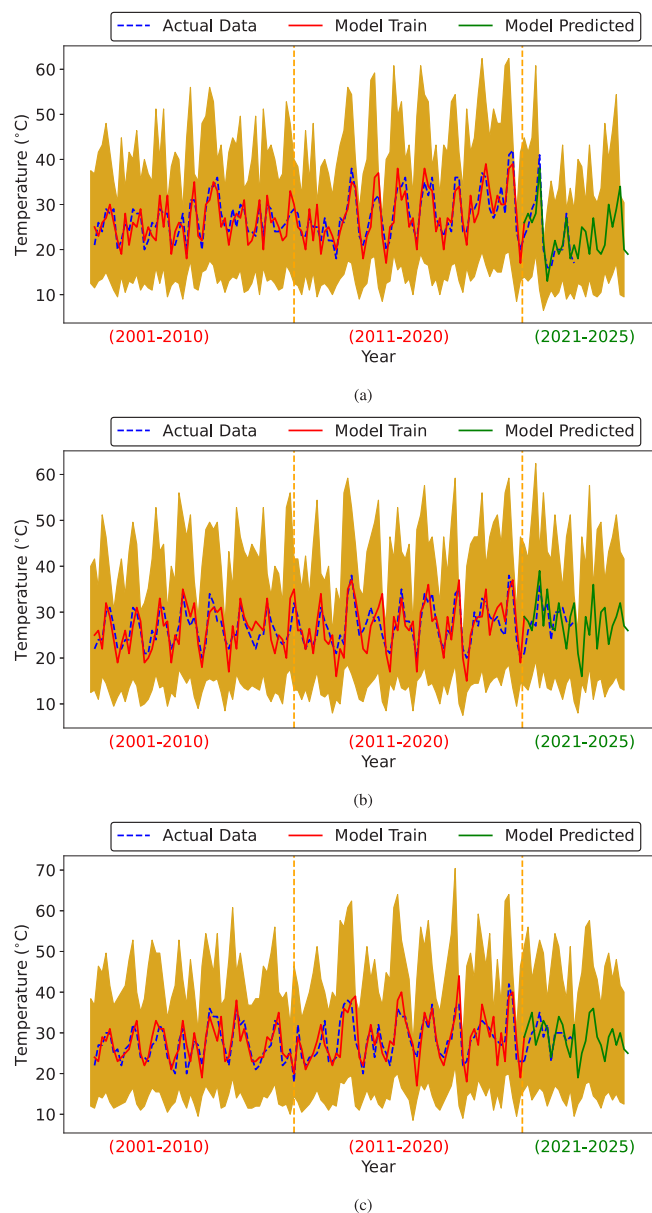 Actual Data Model Train Model Predicted
60
50
40
30
20
10
Temperature (°C)
(2001-2010) (2011-2020) (2021-2025)
Year
(a)
Actual Data Model Train Model Predicted
60
50
40
30
20
10
Temperature (°C)
(2001-2010) (2011-2020) (2021-2025)
Year
(b)
Actual Data Model Train Model Predicted
70
60
50
40
30
20
10
Temperature (°C)
(2001-2010) (2011-2020) (2021-2025)
Year
(c)